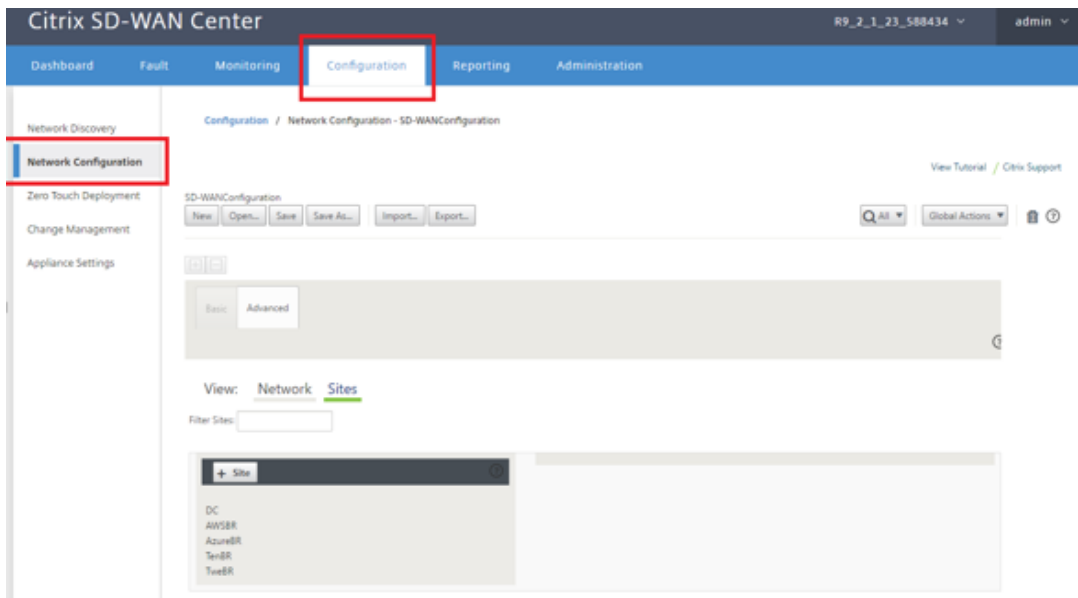 Citrix SD-WAN Center R9_2_1_23_588434 admin
Dashboard Fault Monitoring Configuration Reporting Administration
Configuration / Network Configuration - SD-WANConfiguration
Network Discovery
Network Configuration
Zero Touch Deployment
Change Management
Appliance Settings
View Tutorial / Citrix Support
SD-WANConfiguration
New Open... Save Save As... Import... Export... All Global Actions
Basic Advanced
View: Network Sites
Filter Sites:
+ Site
DC
AWSBR
AzureBR
TenBR
TweBR